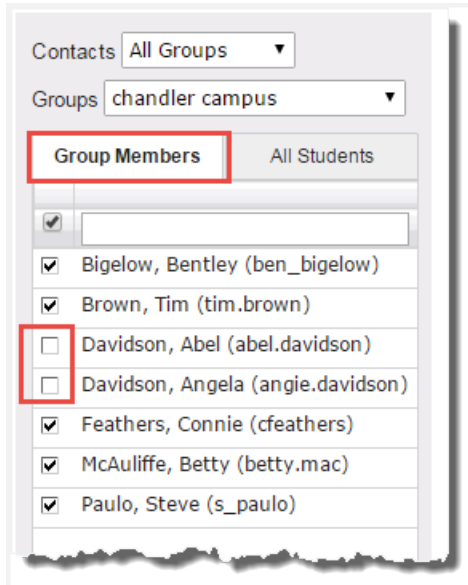 Contacts All Groups
Groups chandler campus
Group Members All Students
Bigelow, Bentley (ben_bigelow)
Brown, Tim (tim.brown)
Davidson, Abel (abel.davidson)
Davidson, Angela (angie.davidson)
Feathers, Connie (cfeathers)
McAuliffe, Betty (betty.mac)
Paulo, Steve (s_paulo)